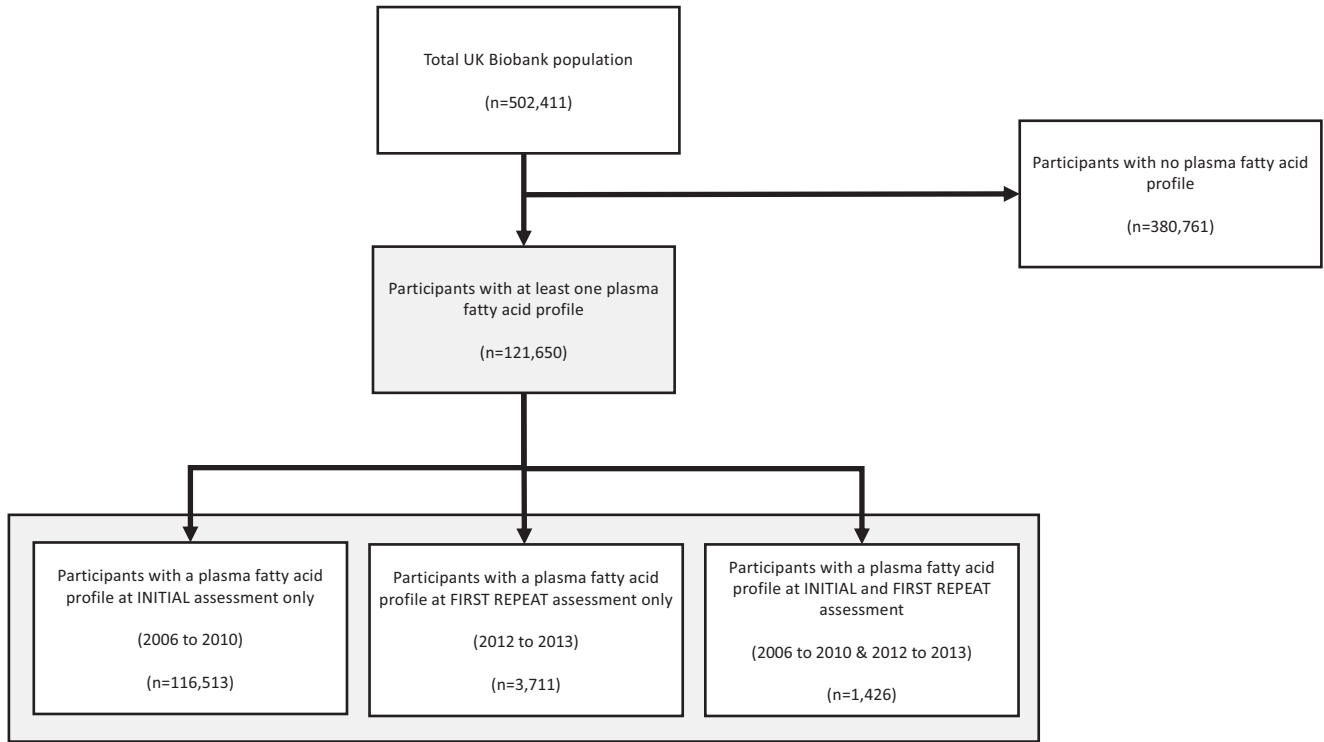 Total UK Biobank population
(n=502,411)
Participants with no plasma fatty acid
profile
(n=380,761)
Participants with at least one plasma
fatty acid profile
(n=121,650)
Participants with a plasma fatty acid
profile at INITIAL assessment only
(2006 to 2010)
(n=116,513)
Participants with a plasma fatty acid
profile at FIRST REPEAT assessment only
(2012 to 2013)
(n=3,711)
Participants with a plasma fatty acid
profile at INITIAL and FIRST REPEAT
assessment
(2006 to 2010 & 2012 to 2013)
(n=1,426)